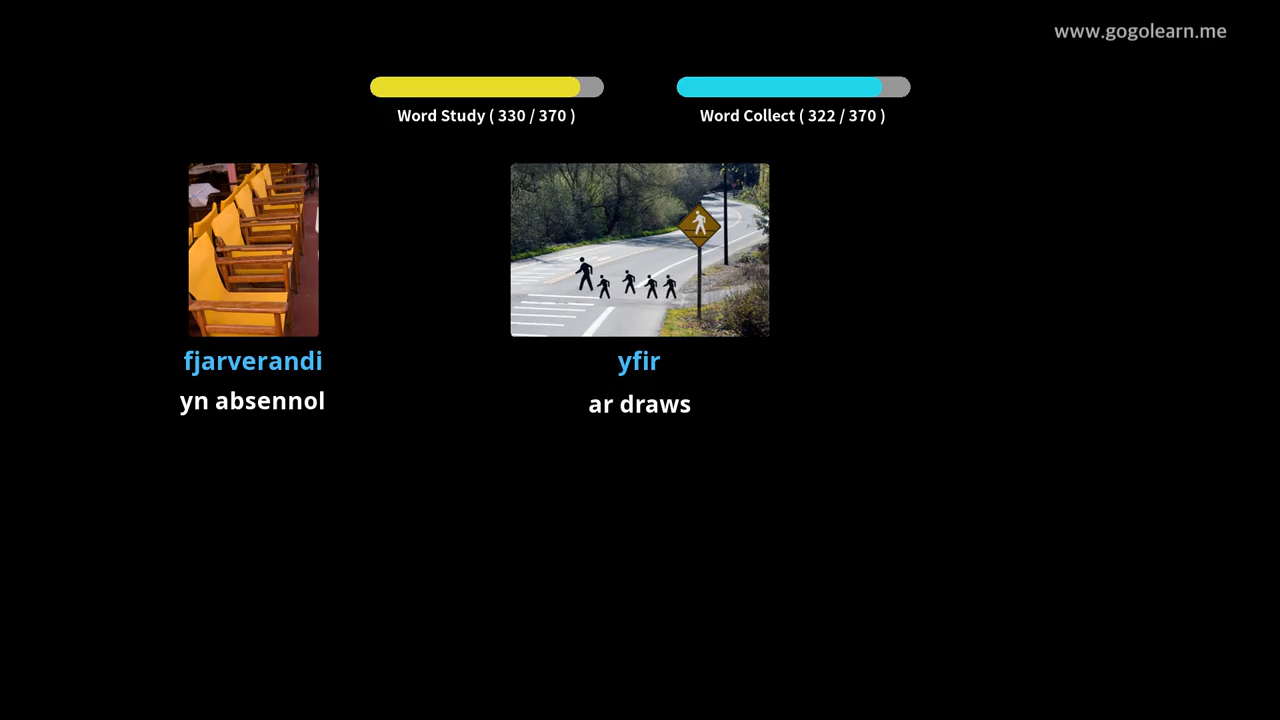 www.gogolearn.me
Word Study ( 330 / 370 )
Word Collect ( 322 / 370 )
fjarverandi
yfir
yn absennol
ar draws